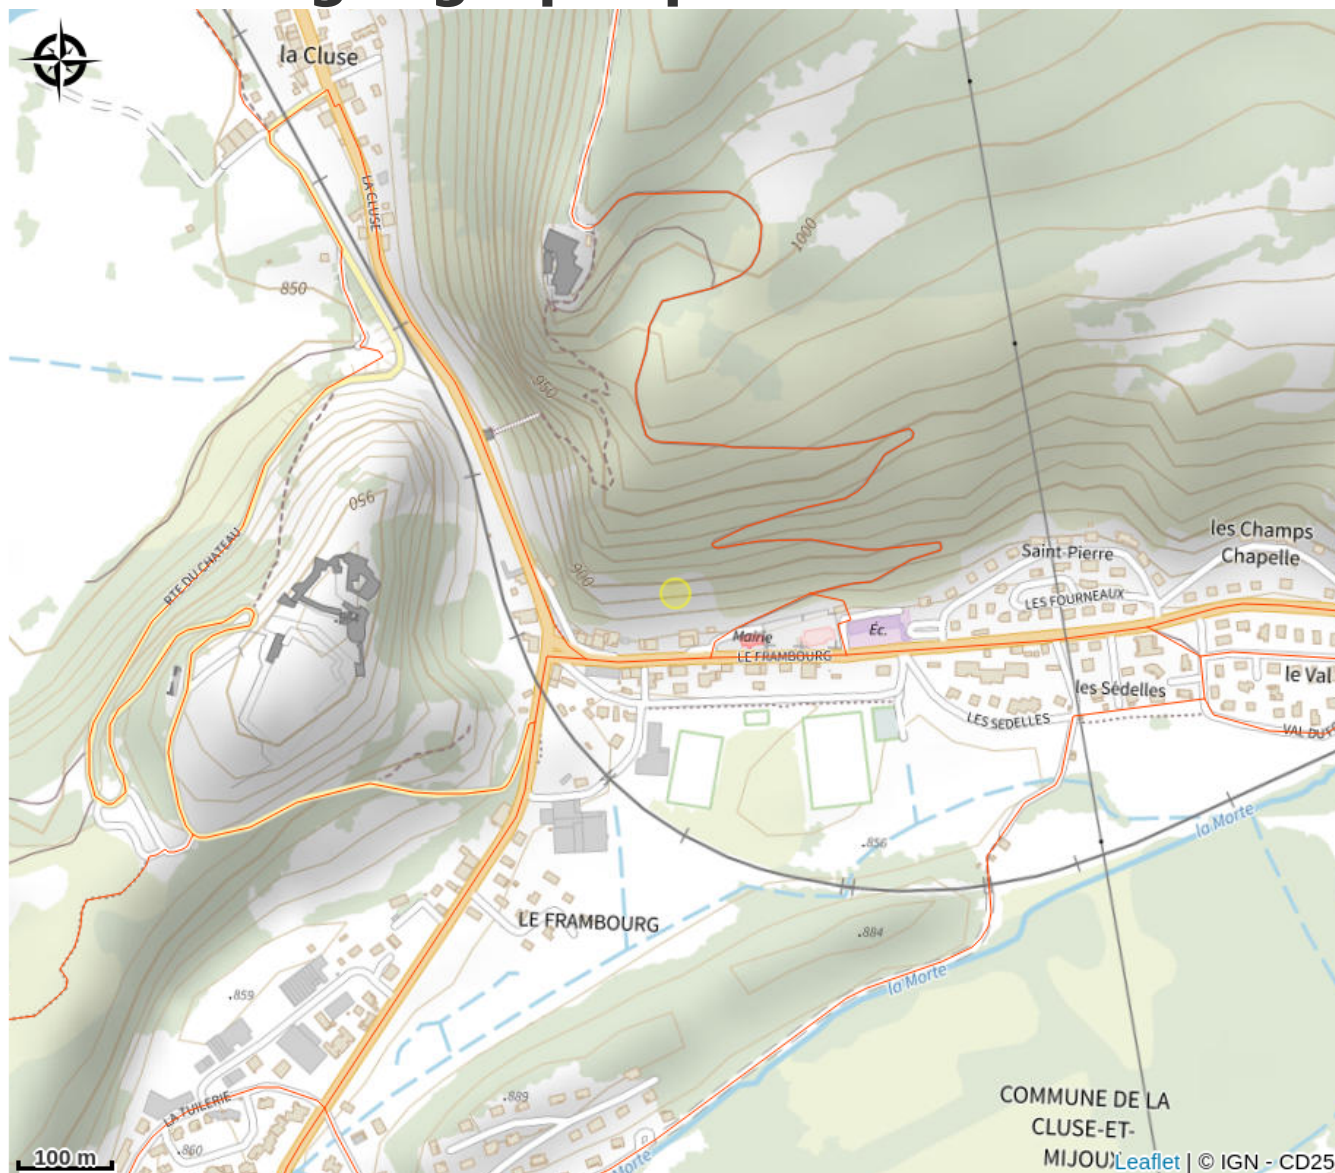 la Cluse
LA CLUSE
1000
850
950
950
RTE DU CHATEAU
900
les Champs
Chapelle
Saint-Pierre
LES FOURNEAUX
Mairie
Éc.
LE FRAMBOURG
les Sédelles
le Val
LES SEDELLES
VAL DU
la Morte
.856
LE FRAMBOURG
.884
la Morte
.859
.889
LA TUILERIE
.860
COMMUNE DE LA
CLUSE-ET-
MIJOUX
Morte
100 m
Leaflet | © IGN - CD25